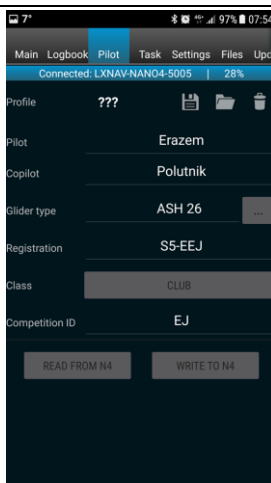 7° 97% 07:54
Main Logbook Pilot Task Settings Files Upd
Connected: LXNAV-NANO4-5005 | 28%
Profile ???
Pilot Erazem
Copilot Polutnik
Glider type ASH 26 ...
Registration S5-EEJ
Class CLUB
Competition ID EJ
READ FROM N4 WRITE TO N4